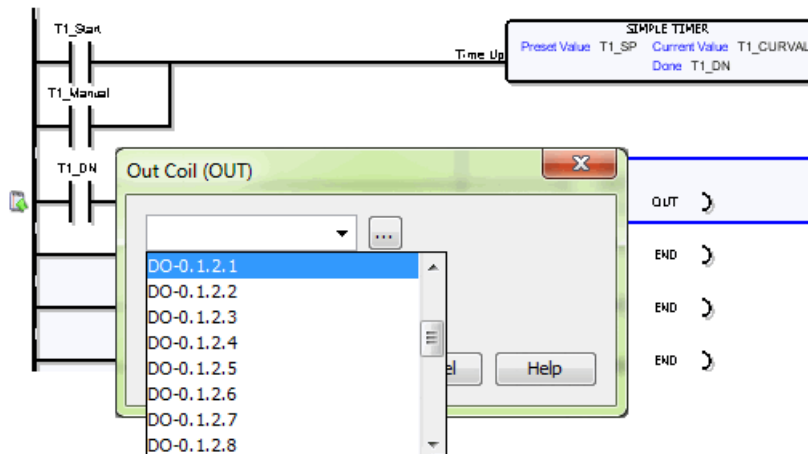 T1_Start
SIMPLE TIMER
Time Up
Preset Value T1_SP Current Value T1_CURVAL
Done T1_DN
T1_Manual
T1_DN
Out Coil (OUT)
OUT
...
DO-0.1.2.1
END
DO-0.1.2.2
DO-0.1.2.3
END
DO-0.1.2.4
DO-0.1.2.5
el
Help
END
DO-0.1.2.6
DO-0.1.2.7
DO-0.1.2.8